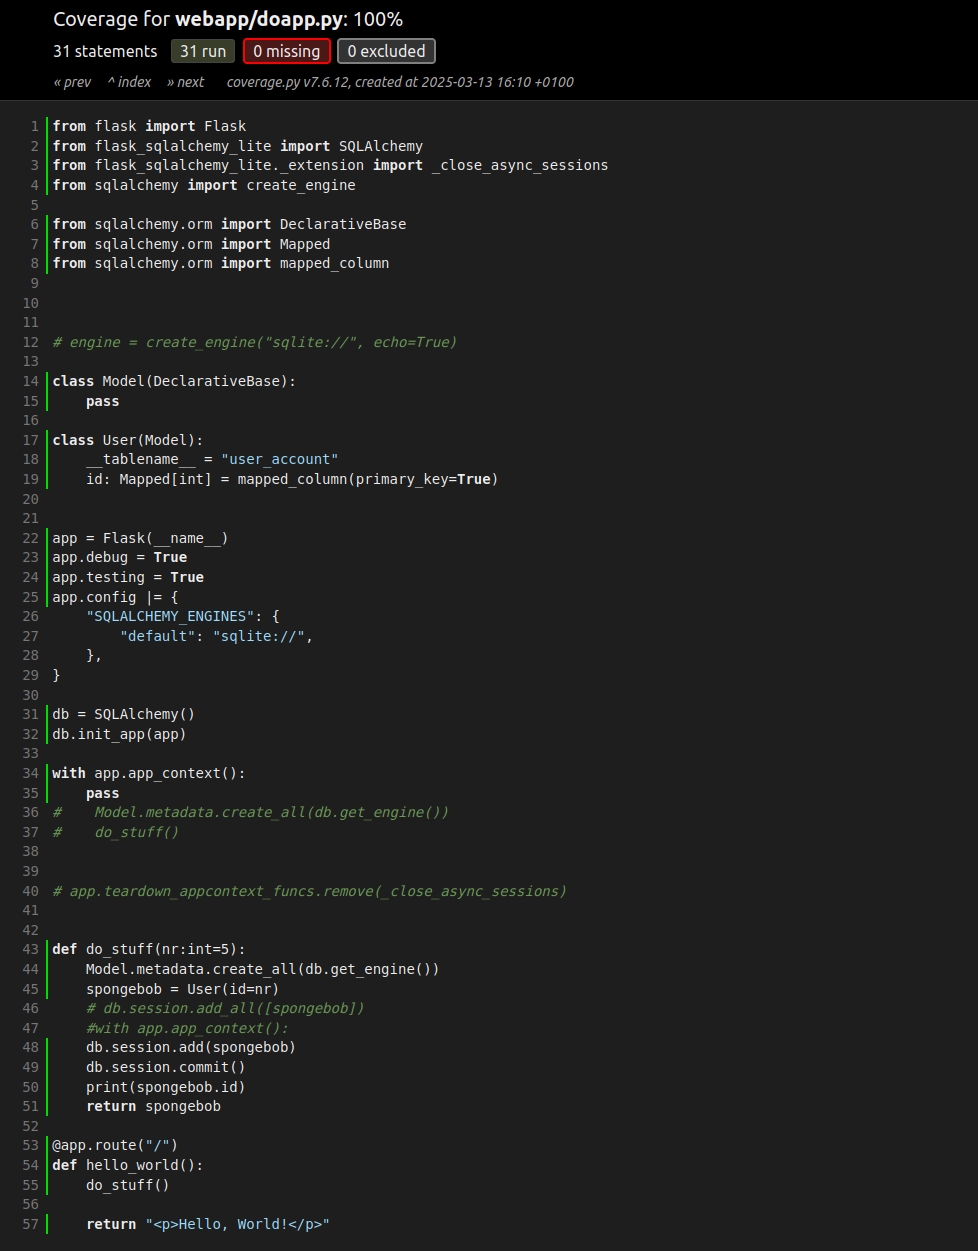 Coverage for webapp/doapp.py: 100%
31 statements 31 run 0 missing 0 excluded
« prev ^ index » next coverage.py v7.6.12, created at 2025-03-13 16:10 +0100
1 from flask import Flask
2 from flask_sqlalchemy_lite import SQLAlchemy
3 from flask_sqlalchemy_lite._extension import _close_async_sessions
4 from sqlalchemy import create_engine
5
6 from sqlalchemy.orm import DeclarativeBase
7 from sqlalchemy.orm import Mapped
8 from sqlalchemy.orm import mapped_column
9
10
11
12 # engine = create_engine("sqlite://", echo=True)
13
14 class Model(DeclarativeBase):
15     pass
16
17 class User(Model):
18     __tablename__ = "user_account"
19     id: Mapped[int] = mapped_column(primary_key=True)
20
21
22 app = Flask(__name__)
23 app.debug = True
24 app.testing = True
25 app.config |= {
26     "SQLALCHEMY_ENGINES": {
27         "default": "sqlite://",
28     },
29 }
30
31 db = SQLAlchemy()
32 db.init_app(app)
33
34 with app.app_context():
35     pass
36 #    Model.metadata.create_all(db.get_engine())
37 #    do_stuff()
38
39
40 # app.teardown_appcontext_funcs.remove(_close_async_sessions)
41
42
43 def do_stuff(nr:int=5):
44     Model.metadata.create_all(db.get_engine())
45     spongebob = User(id=nr)
46     # db.session.add_all([spongebob])
47     #with app.app_context():
48     db.session.add(spongebob)
49     db.session.commit()
50     print(spongebob.id)
51     return spongebob
52
53 @app.route("/")
54 def hello_world():
55     do_stuff()
56
57     return "<p>Hello, World!</p>"